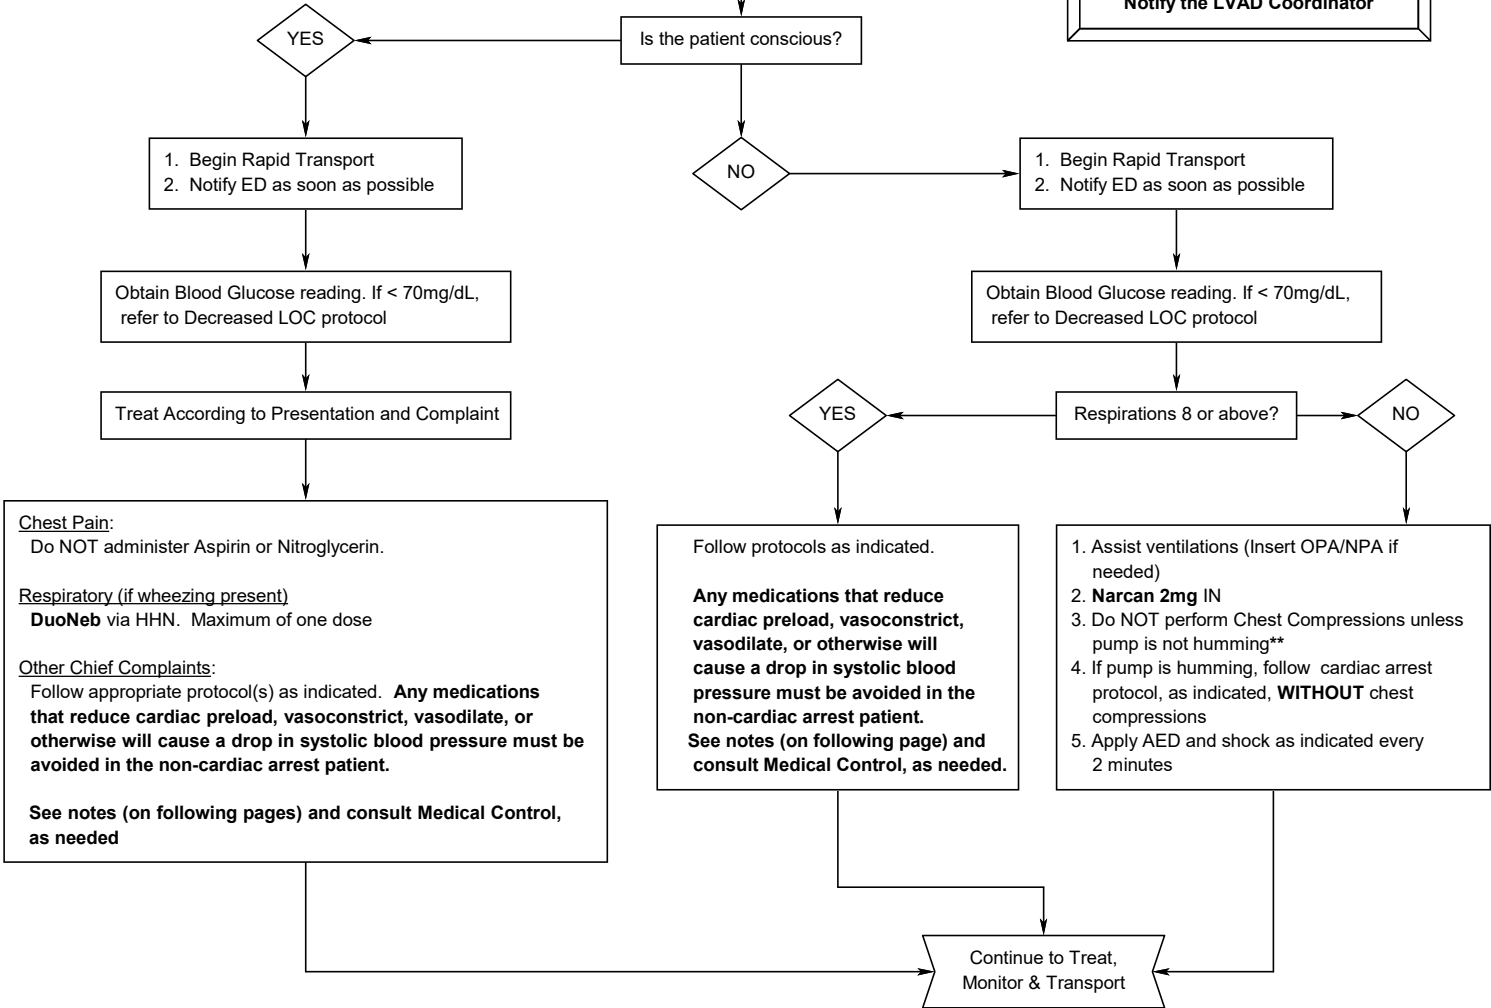 Notify the LVAD Coordinator
Is the patient conscious?
YES
1. Begin Rapid Transport
2. Notify ED as soon as possible
Obtain Blood Glucose reading. If < 70mg/dL,
refer to Decreased LOC protocol
Treat According to Presentation and Complaint
Chest Pain:
Do NOT administer Aspirin or Nitroglycerin.
Respiratory (if wheezing present)
DuoNeb via HHN. Maximum of one dose
Other Chief Complaints:
Follow appropriate protocol(s) as indicated. Any medications
that reduce cardiac preload, vasoconstrict, vasodilate, or
otherwise will cause a drop in systolic blood pressure must be
avoided in the non-cardiac arrest patient.
See notes (on following pages) and consult Medical Control,
as needed
NO
1. Begin Rapid Transport
2. Notify ED as soon as possible
Obtain Blood Glucose reading. If < 70mg/dL,
refer to Decreased LOC protocol
Respirations 8 or above?
YES
Follow protocols as indicated.
Any medications that reduce
cardiac preload, vasoconstrict,
vasodilate, or otherwise will
cause a drop in systolic blood
pressure must be avoided in the
non-cardiac arrest patient.
See notes (on following page) and
consult Medical Control, as needed.
NO
1. Assist ventilations (Insert OPA/NPA if
needed)
2. Narcan 2mg IN
3. Do NOT perform Chest Compressions unless
pump is not humming**
4. If pump is humming, follow cardiac arrest
protocol, as indicated, WITHOUT chest
compressions
5. Apply AED and shock as indicated every
2 minutes
Continue to Treat,
Monitor & Transport